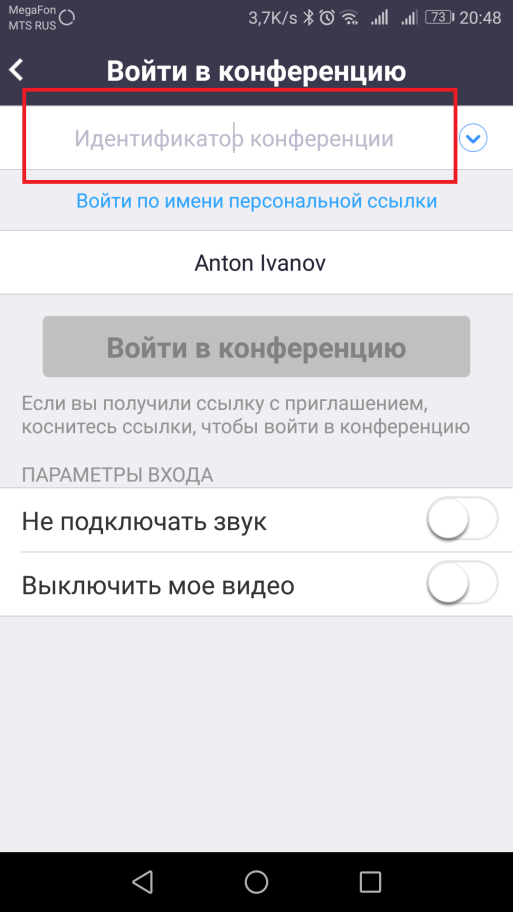 MegaFon
MTS RUS
3,7K/s 73 20:48
Войти в конференцию
Идентификатор конференции
Войти по имени персональной ссылки
Anton Ivanov
Войти в конференцию
Если вы получили ссылку с приглашением,
коснитесь ссылки, чтобы войти в конференцию
ПАРАМЕТРЫ ВХОДА
Не подключать звук
Выключить мое видео